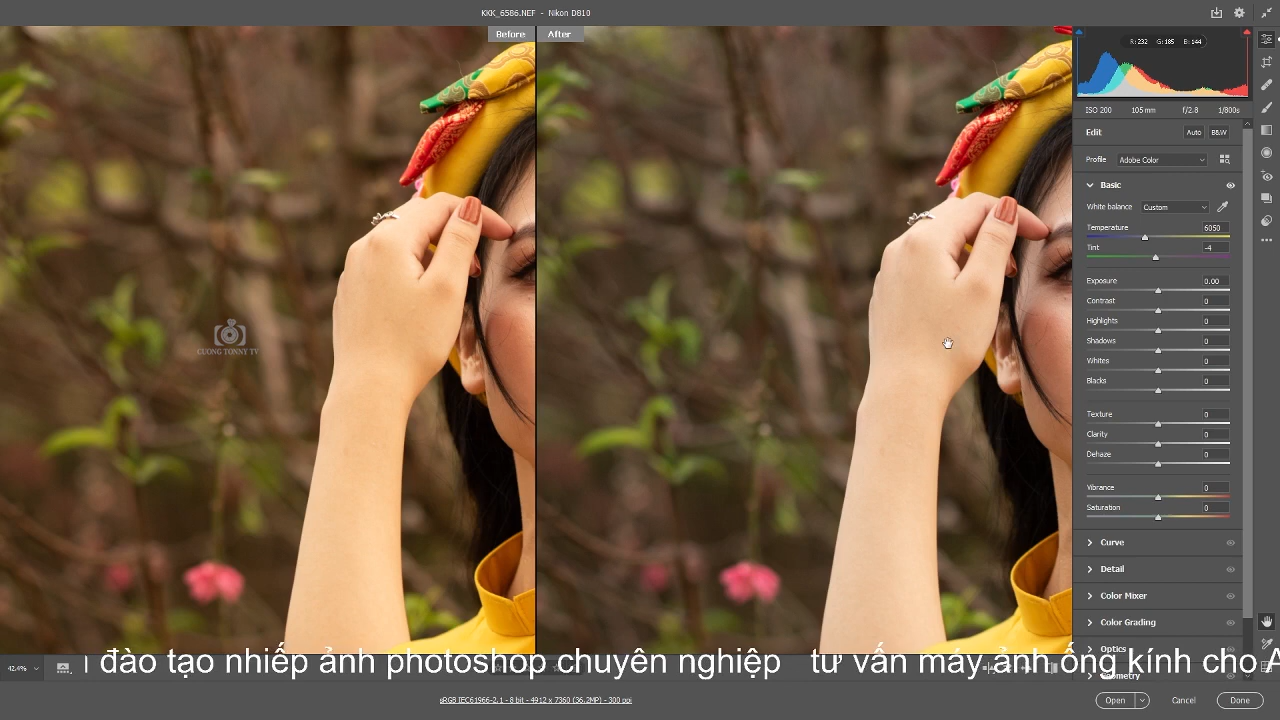 KKK_6586.NEF - Nikon D810
Before
After
R: 232 G: 185 B: 144
ISO 200 105 mm f/2.8 1/800s
Edit Auto B&W
Profile Adobe Color
Basic
White balance Custom
Temperature 6050
Tint -4
Exposure 0.00
Contrast 0
Highlights 0
Shadows 0
Whites 0
Blacks 0
Texture 0
Clarity 0
Dehaze 0
Vibrance 0
Saturation 0
Curve
Detail
Color Mixer
Color Grading
Optics
Geometry
CUONG TONNY TV
42.4%
đào tạo nhiếp ảnh photoshop chuyên nghiệp tư vấn máy ảnh ống kính cho
sRGB IEC61966-2.1 - 8 bit - 4912 x 7360 (36.2MP) - 300 ppi
Open Cancel Done